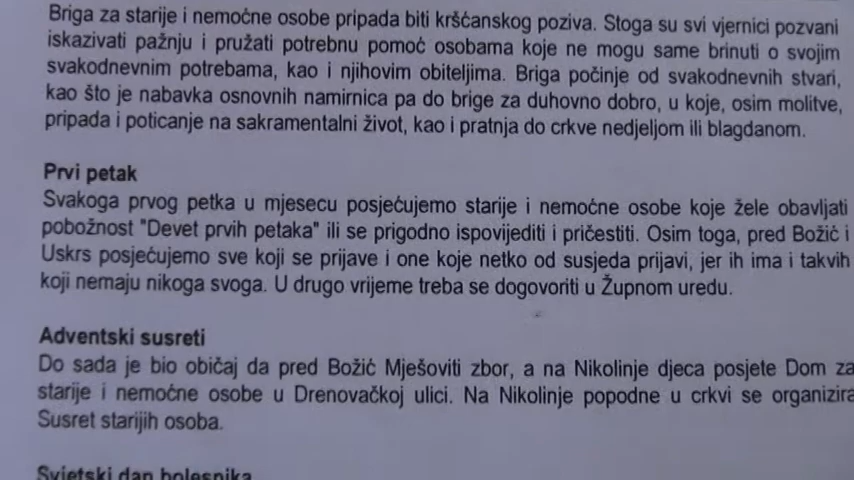 Briga za starije i nemoćne osobe pripada biti kršćanskog poziva. Stoga su svi vjernici pozvani
iskazivati pažnju i pružati potrebnu pomoć osobama koje ne mogu same brinuti o svojim
svakodnevnim potrebama, kao i njihovim obiteljima. Briga počinje od svakodnevnih stvari,
kao što je nabavka osnovnih namirnica pa do brige za duhovno dobro, u koje, osim molitve,
pripada i poticanje na sakramentalni život, kao i pratnja do crkve nedjeljom ili blagdanom.
Prvi petak
Svakoga prvog petka u mjesecu posjećujemo starije i nemoćne osobe koje žele obavljati
pobožnost "Devet prvih petaka" ili se prigodno ispovijediti i pričestiti. Osim toga, pred Božić i
Uskrs posjećujemo sve koji se prijave i one koje netko od susjeda prijavi, jer ih ima i takvih
koji nemaju nikoga svoga. U drugo vrijeme treba se dogovoriti u Župnom uredu.
Adventski susreti
Do sada je bio običaj da pred Božić Mješoviti zbor, a na Nikolinje djeca posjete Dom za
starije i nemoćne osobe u Drenovačkoj ulici. Na Nikolinje popodne u crkvi se organizira
Susret starijih osoba.
Svjetski dan bolesnika